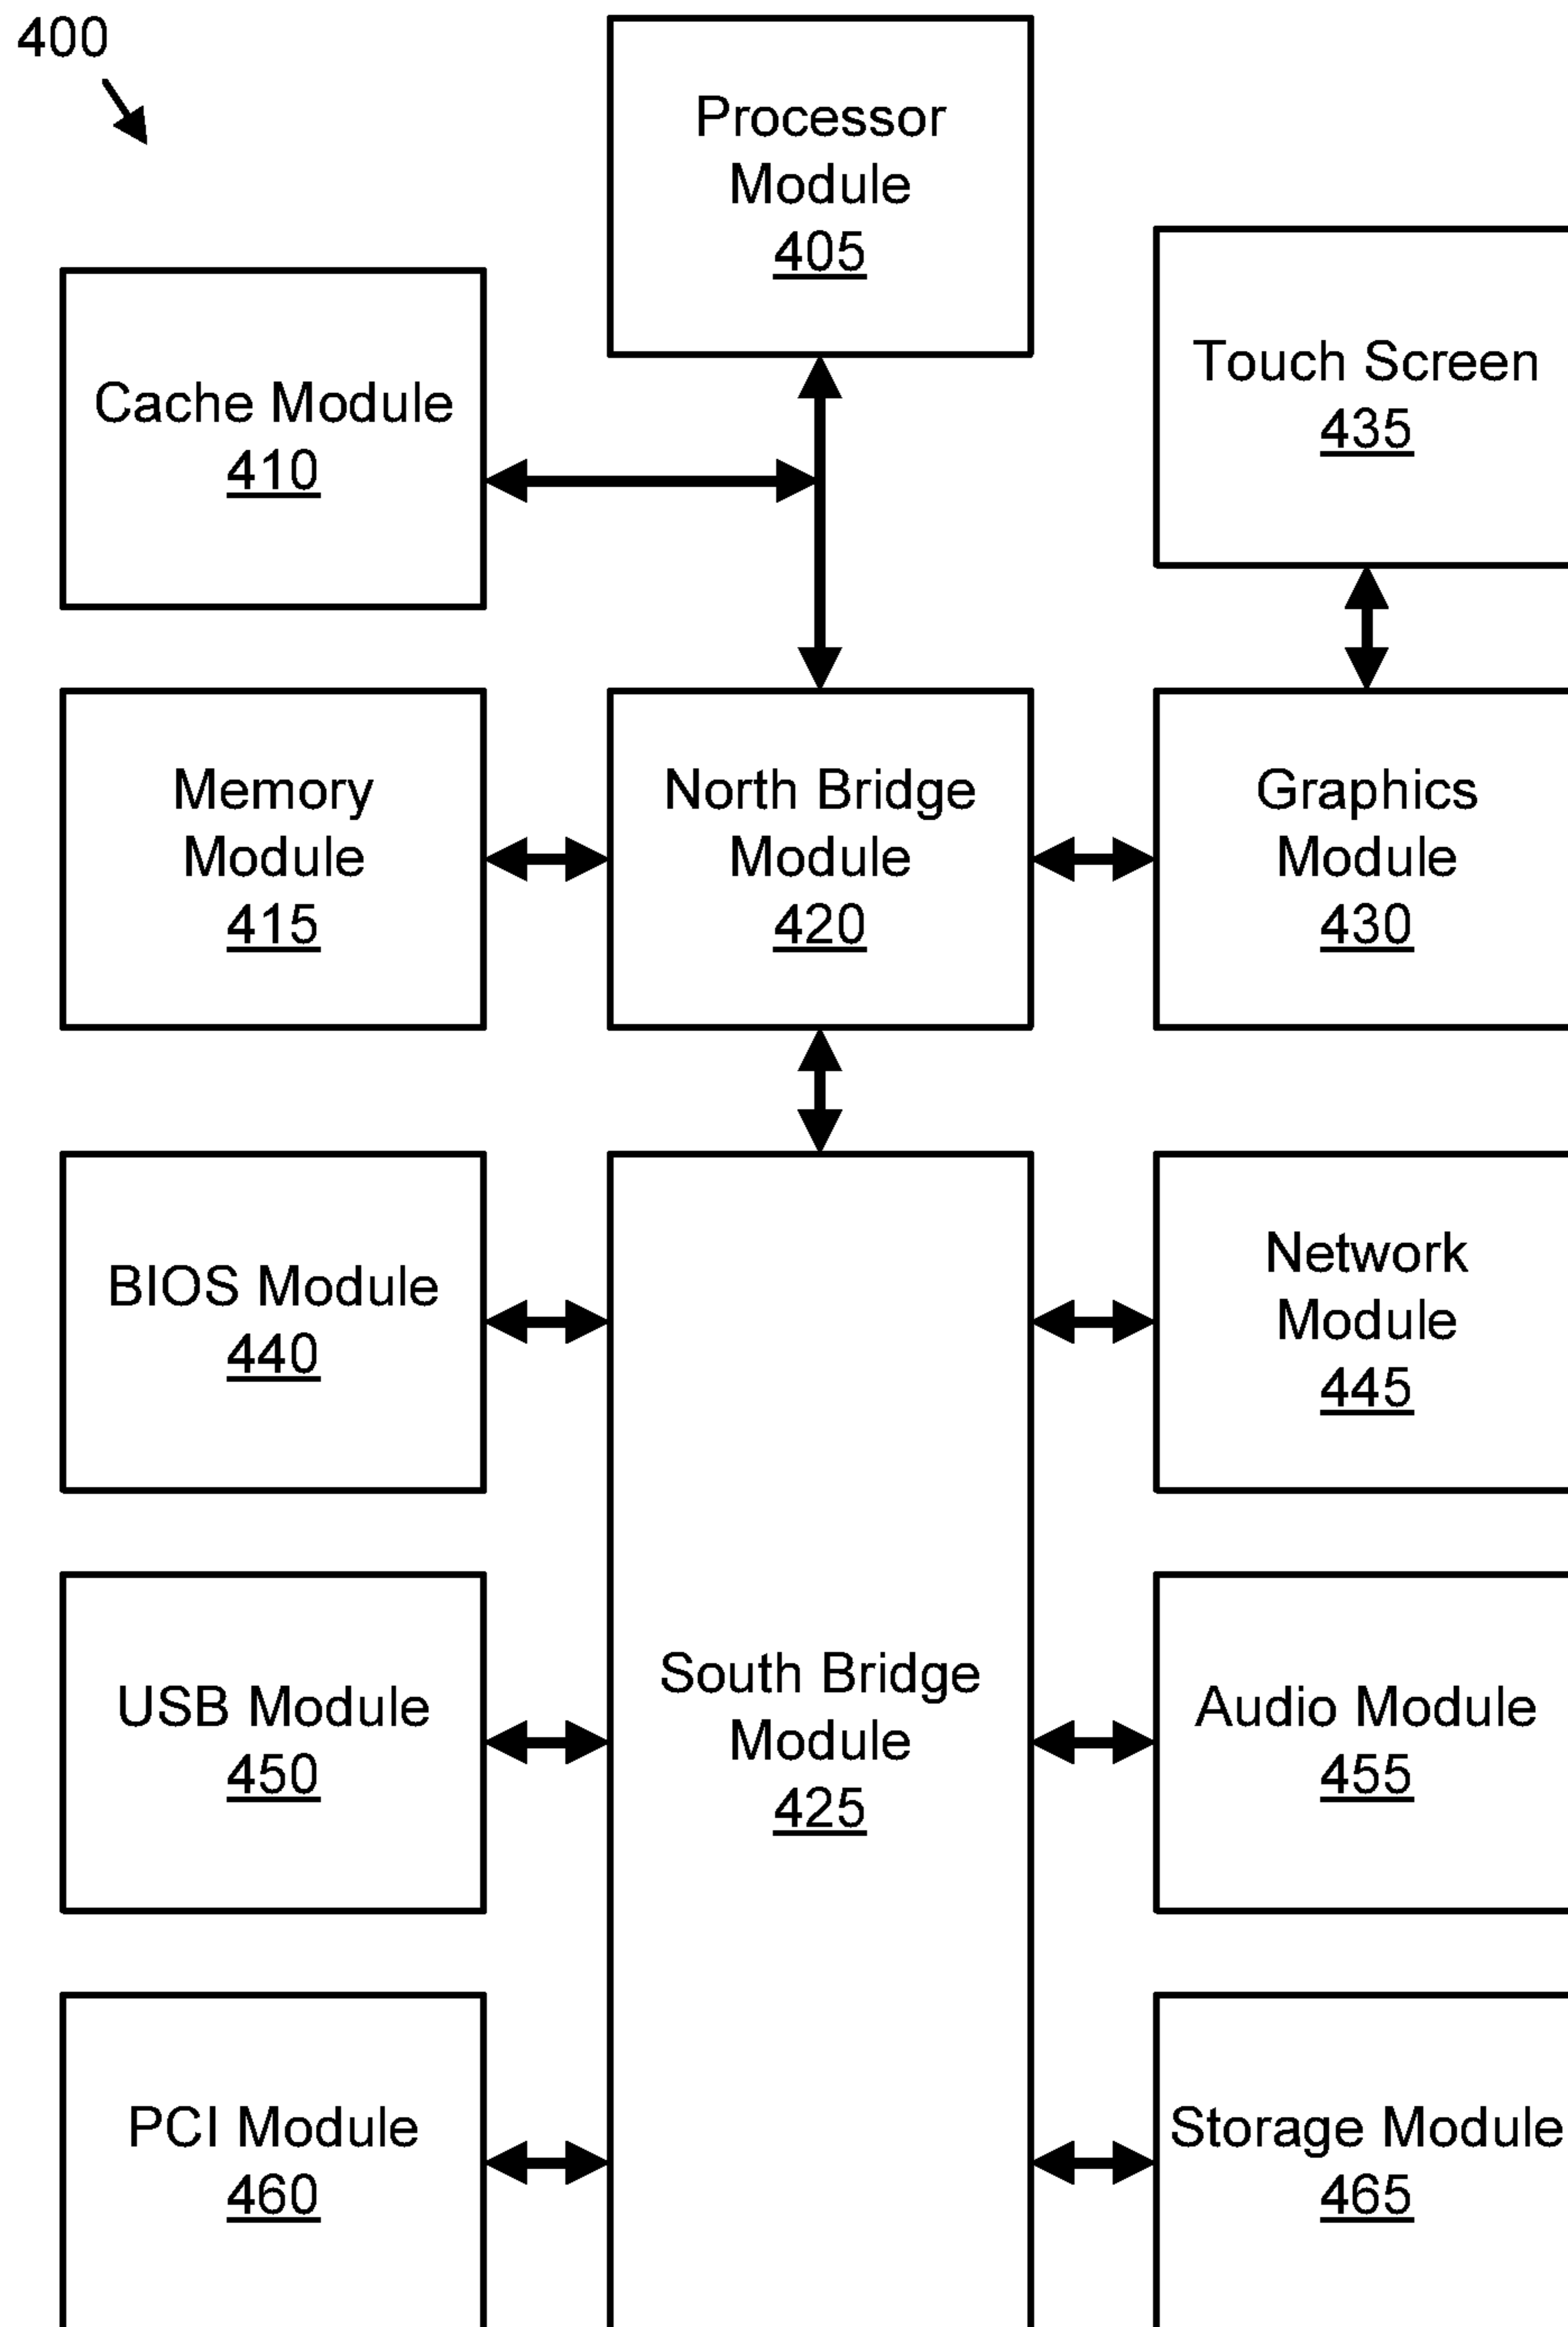 400
Processor
Module
405
Cache Module
410
Touch Screen
435
Memory
Module
415
North Bridge
Module
420
Graphics
Module
430
BIOS Module
440
Network
Module
445
USB Module
450
South Bridge
Module
425
Audio Module
455
PCI Module
460
Storage Module
465